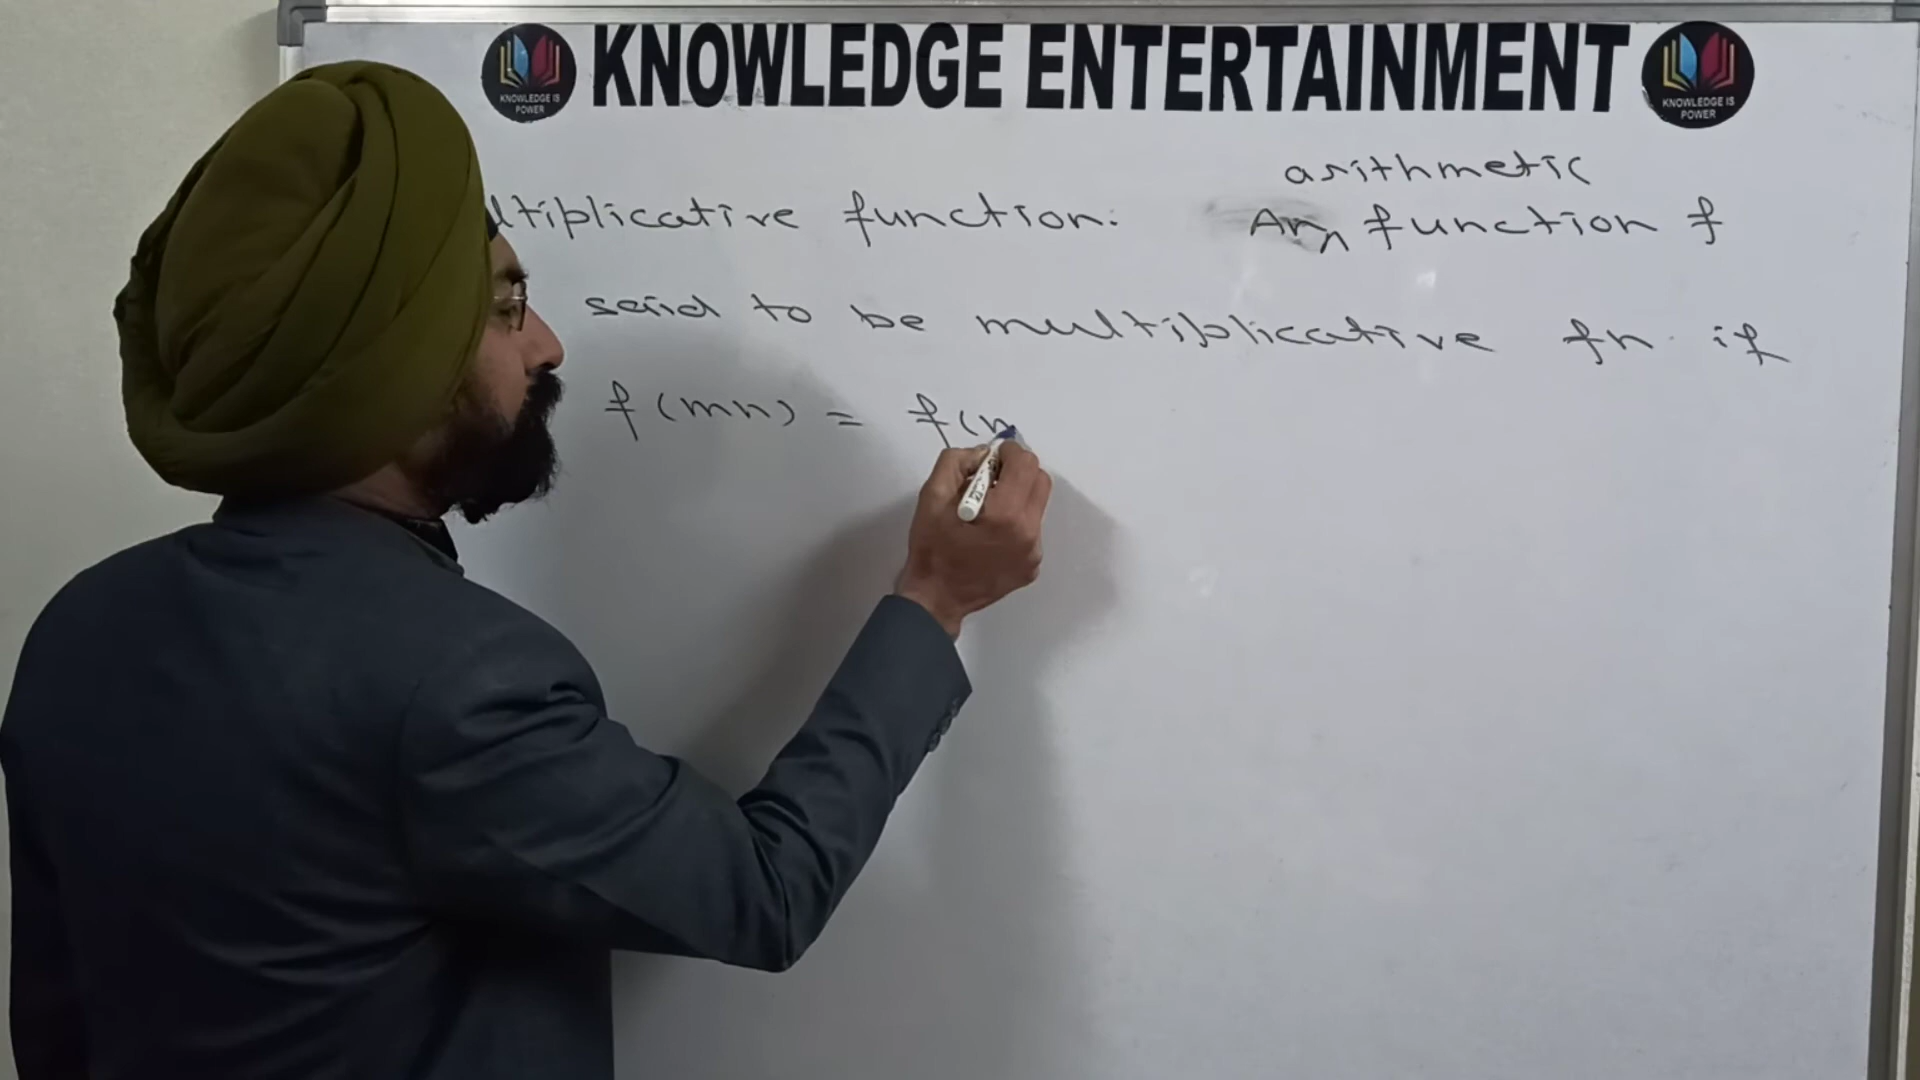 KNOWLEDGE ENTERTAINMENT
KNOWLEDGE IS
POWER
KNOWLEDGE IS
POWER
arithmetic
ltiplicative function: An function f
said to be multiplicative fn. if
f(mn) = f(m